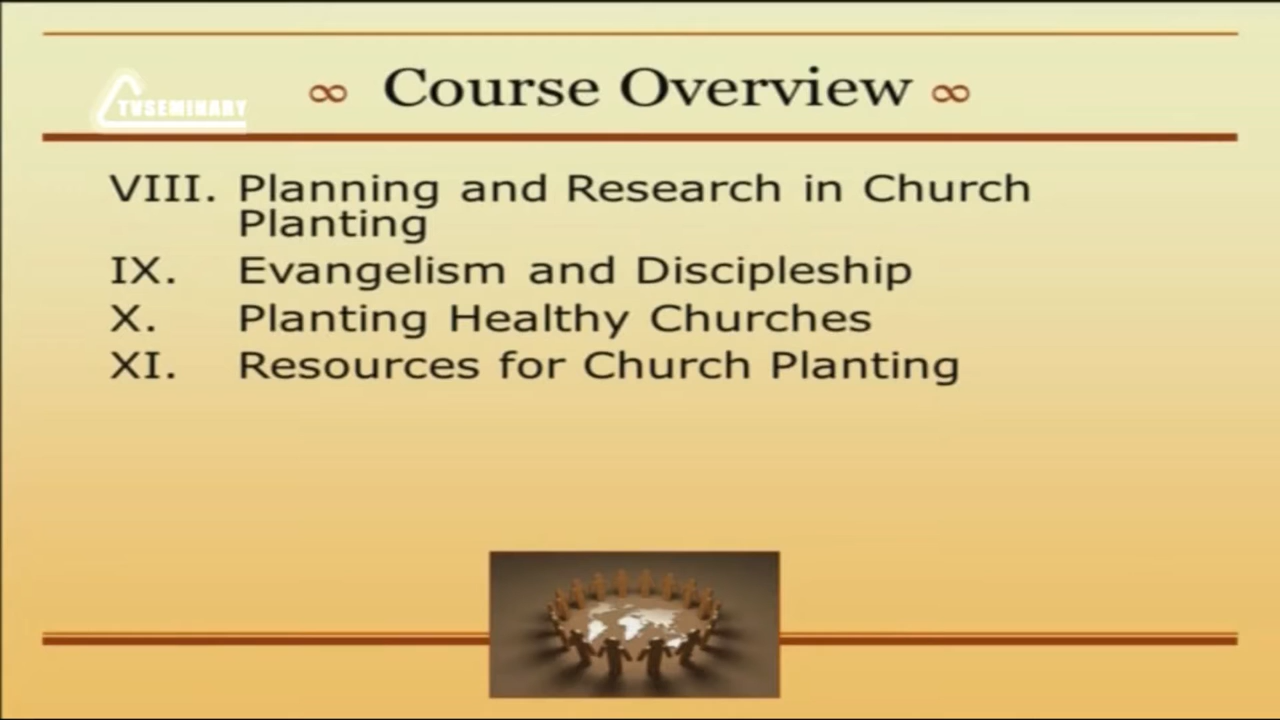 TVSEMINARY
∞ Course Overview ∞
VIII. Planning and Research in Church
Planting
IX. Evangelism and Discipleship
X. Planting Healthy Churches
XI. Resources for Church Planting